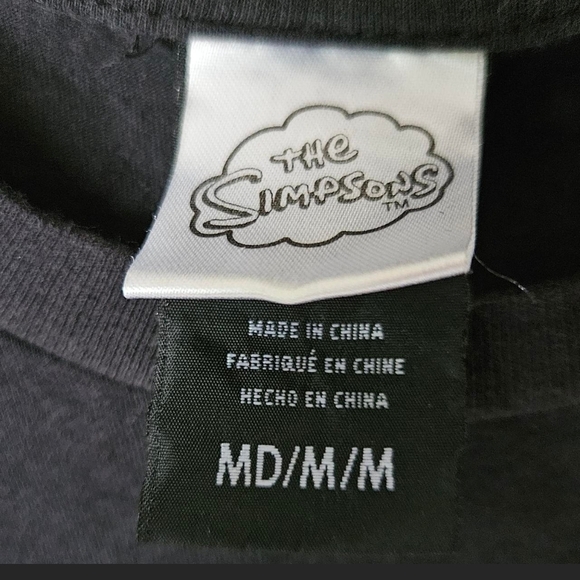 THE
SIMPSONS
TM
MADE IN CHINA
FABRIQUÉ EN CHINE
HECHO EN CHINA
MD/M/M